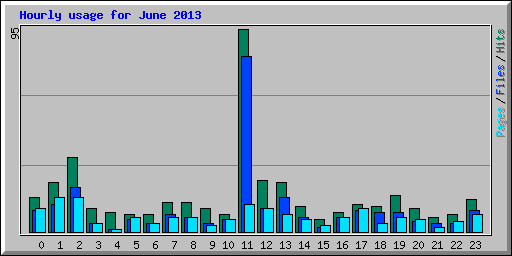 Hourly usage for June 2013
95
Pages/Files/Hits
0 1 2 3 4 5 6 7 8 9 10 11 12 13 14 15 16 17 18 19 20 21 22 23